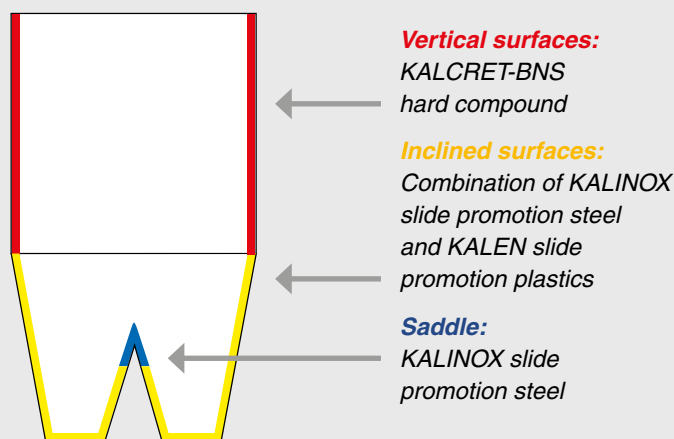 Vertical surfaces:
KALCRET-BNS
hard compound
Inclined surfaces:
Combination of KALINOX
slide promotion steel
and KALEN slide
promotion plastics
Saddle:
KALINOX slide
promotion steel